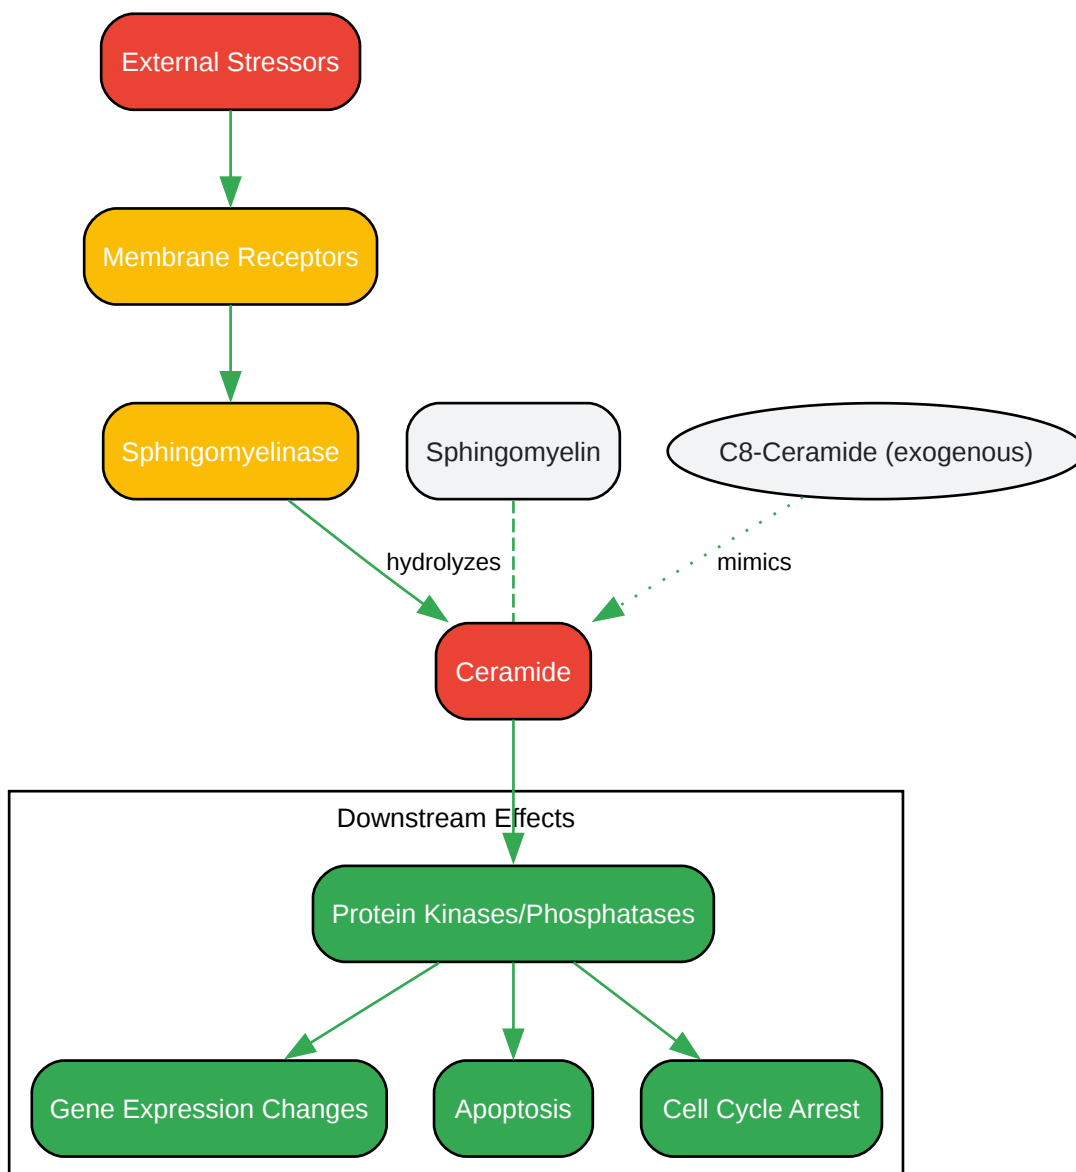 External Stressors
Membrane Receptors
Sphingomyelinase
Sphingomyelin
C8-Ceramide (exogenous)
hydrolyzes
mimics
Ceramide
Downstream Effects
Protein Kinases/Phosphatases
Gene Expression Changes
Apoptosis
Cell Cycle Arrest